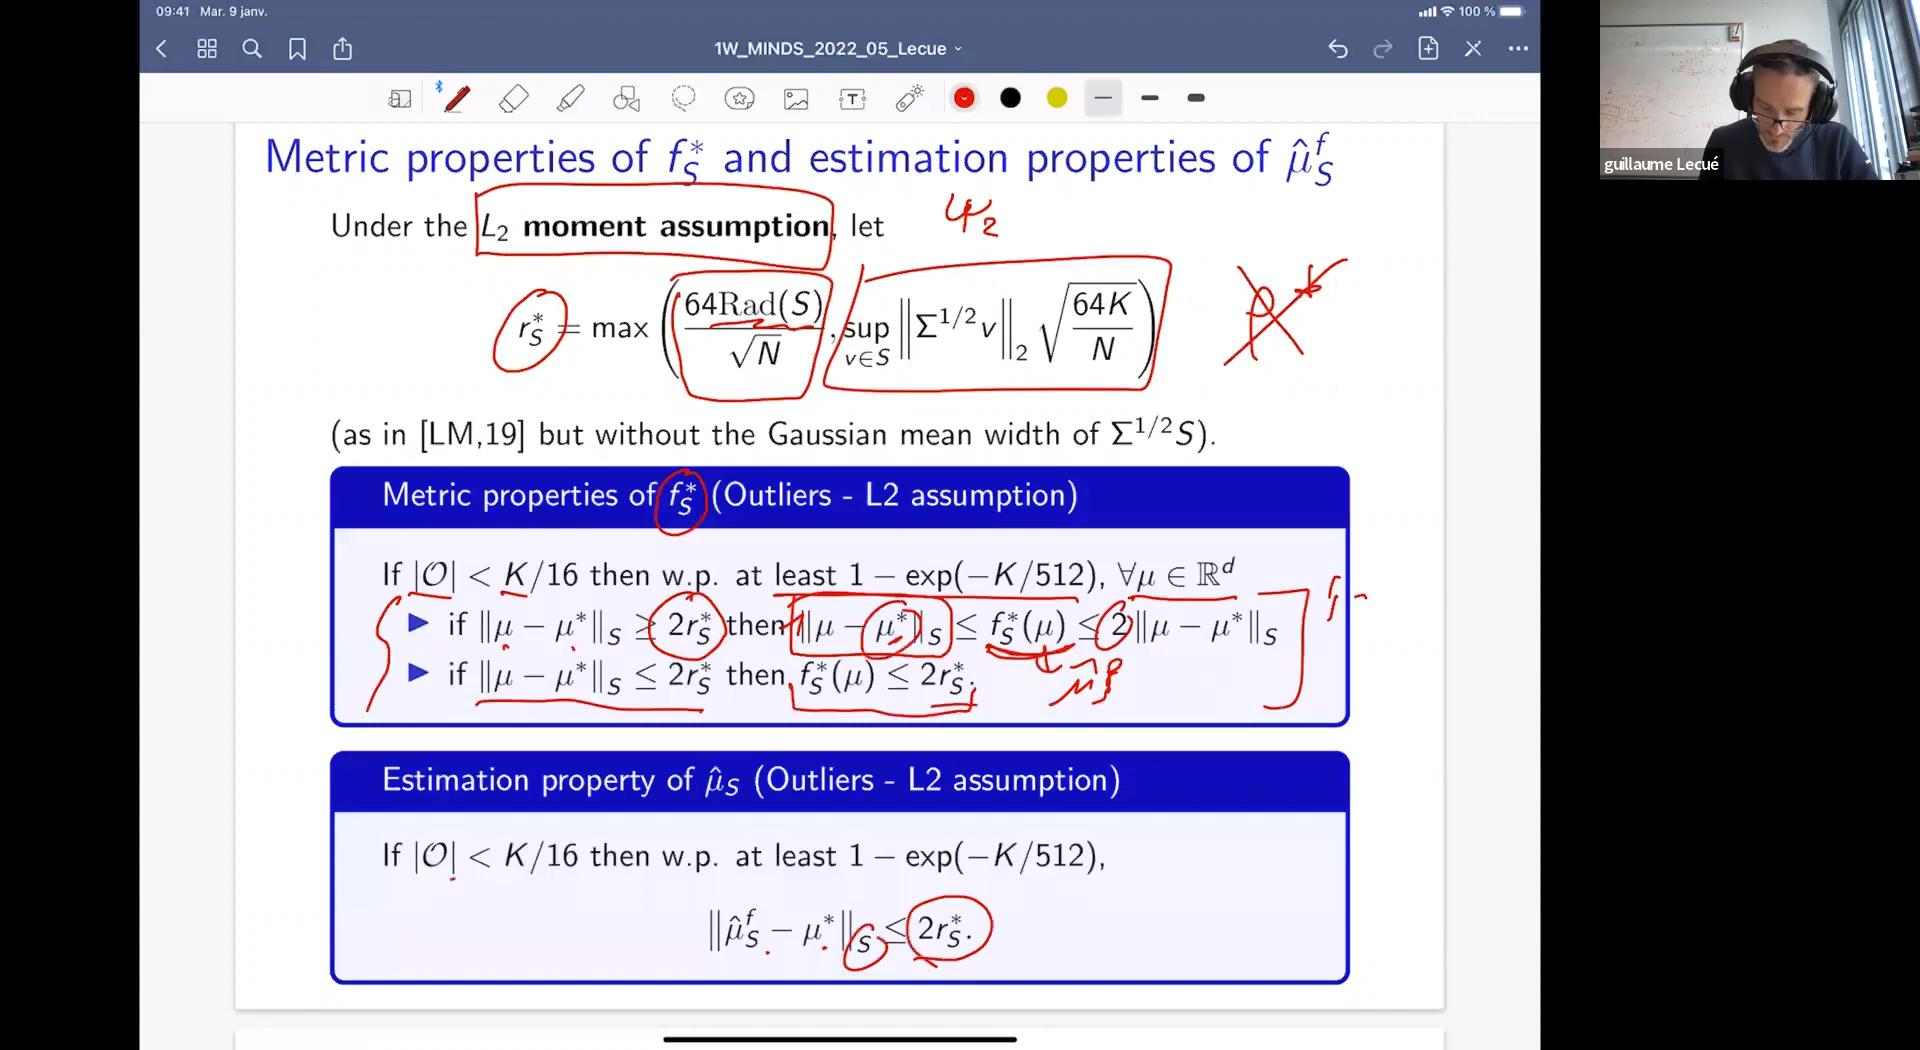 09:41 Mar. 9 janv.
100 %
1W_MINDS_2022_05_Lecue
T
guillaume Lecué
Metric properties of f*_S and estimation properties of μ̂^f_S
Under the L₂ moment assumption, let ψ₂
r*_S = max ( 64Rad(S) / √N , sup_{v∈S} ‖Σ^{1/2} v‖₂ √(64K / N) )
(as in [LM,19] but without the Gaussian mean width of Σ^{1/2}S).
Metric properties of f*_S (Outliers - L2 assumption)
If |𝒪| < K/16 then w.p. at least 1 − exp(−K/512), ∀μ ∈ ℝ^d
▶ if ‖μ − μ*‖_S ≥ 2r*_S then ‖μ − μ*‖_S ≤ f*_S(μ) ≤ 2‖μ − μ*‖_S
▶ if ‖μ − μ*‖_S ≤ 2r*_S then f*_S(μ) ≤ 2r*_S.
Estimation property of μ̂_S (Outliers - L2 assumption)
If |𝒪| < K/16 then w.p. at least 1 − exp(−K/512),
‖μ̂^f_S − μ*‖_S ≤ 2r*_S.